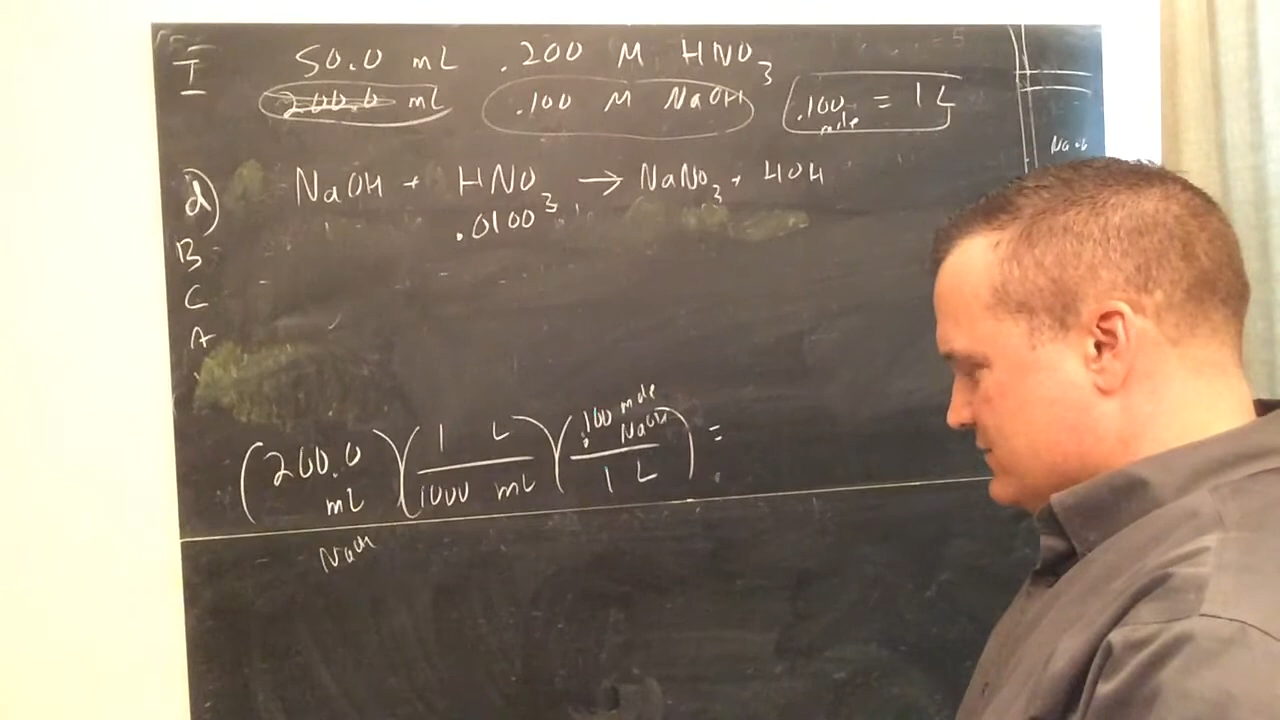 I 50.0 mL .200 M HNO3
200.0 mL .100 M NaOH .100 mole = 1 L
d) NaOH + HNO3 → NaNO3 + HOH
.0100
B
C
A
(200.0 mL)(1 L / 1000 mL)(.100 mole NaOH / 1 L) =
NaOH
NaOH